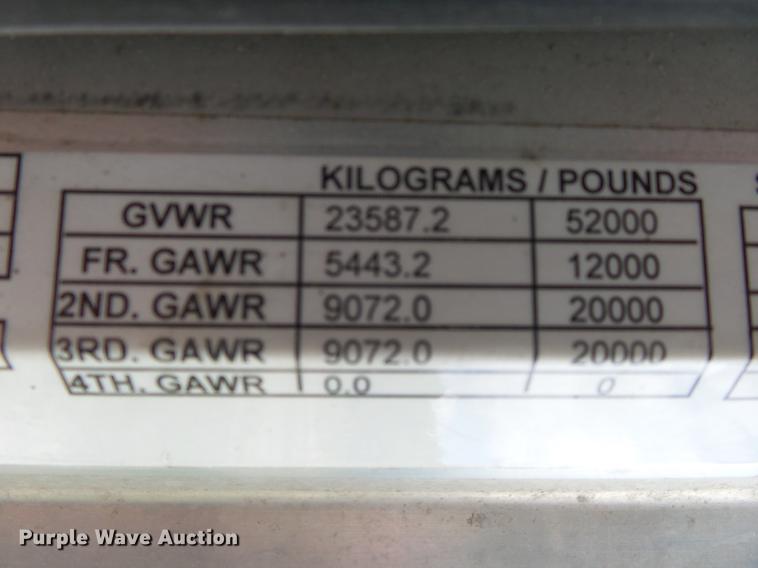 KILOGRAMS / POUNDS
GVWR 23587.2 52000
FR. GAWR 5443.2 12000
2ND. GAWR 9072.0 20000
3RD. GAWR 9072.0 20000
4TH. GAWR 0.0 0
Purple Wave Auction